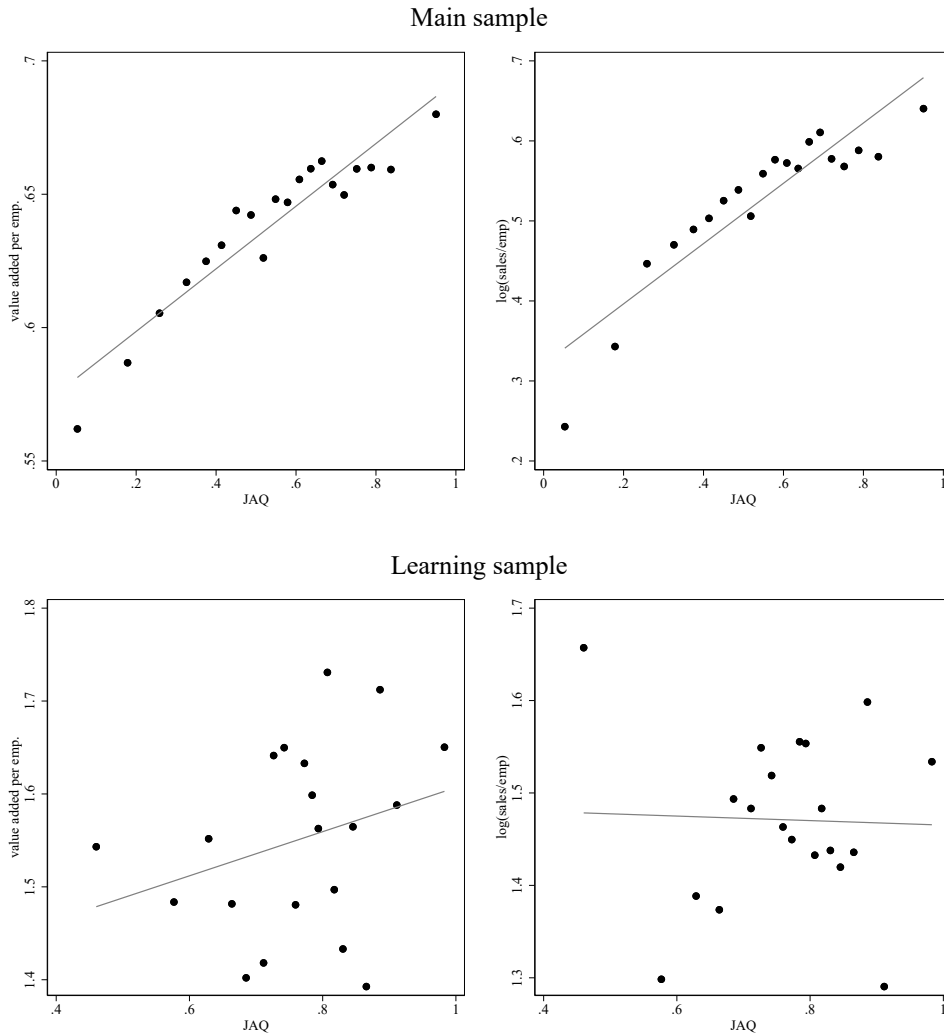 Main sample
value added per emp.
.55 .6 .65 .7
0 .2 .4 .6 .8 1
JAQ
log(sales/emp)
.2 .3 .4 .5 .6 .7
0 .2 .4 .6 .8 1
JAQ
Learning sample
value added per emp.
1.4 1.5 1.6 1.7 1.8
.4 .6 .8 1
JAQ
log(sales/emp)
1.3 1.4 1.5 1.6 1.7
.4 .6 .8 1
JAQ